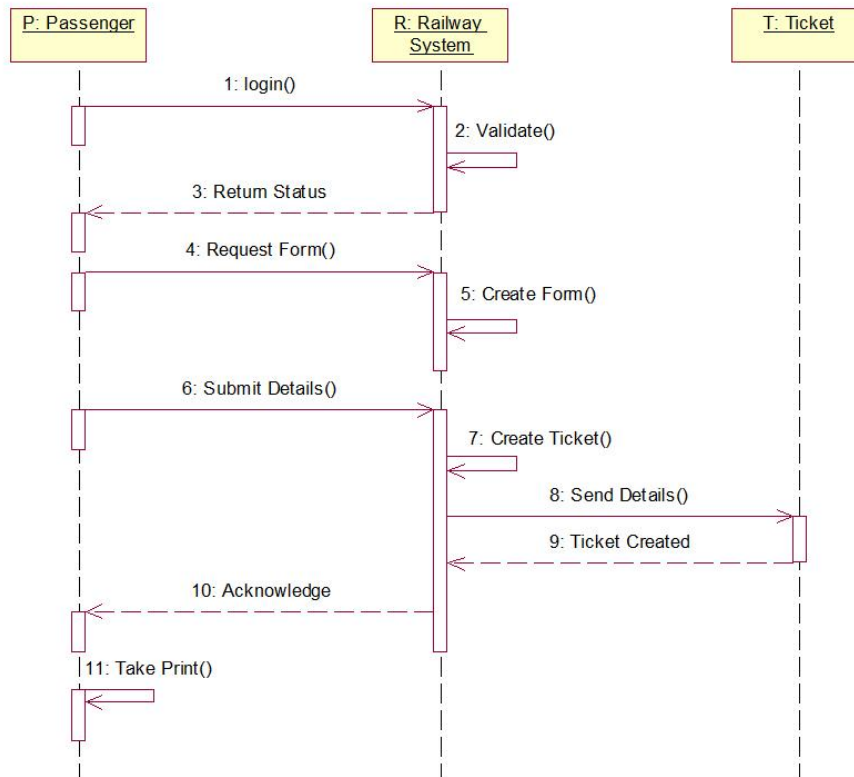 P: Passenger
R: Railway
System
T: Ticket
1: login()
2: Validate()
3: Return Status
4: Request Form()
5: Create Form()
6: Submit Details()
7: Create Ticket()
8: Send Details()
9: Ticket Created
10: Acknowledge
11: Take Print()